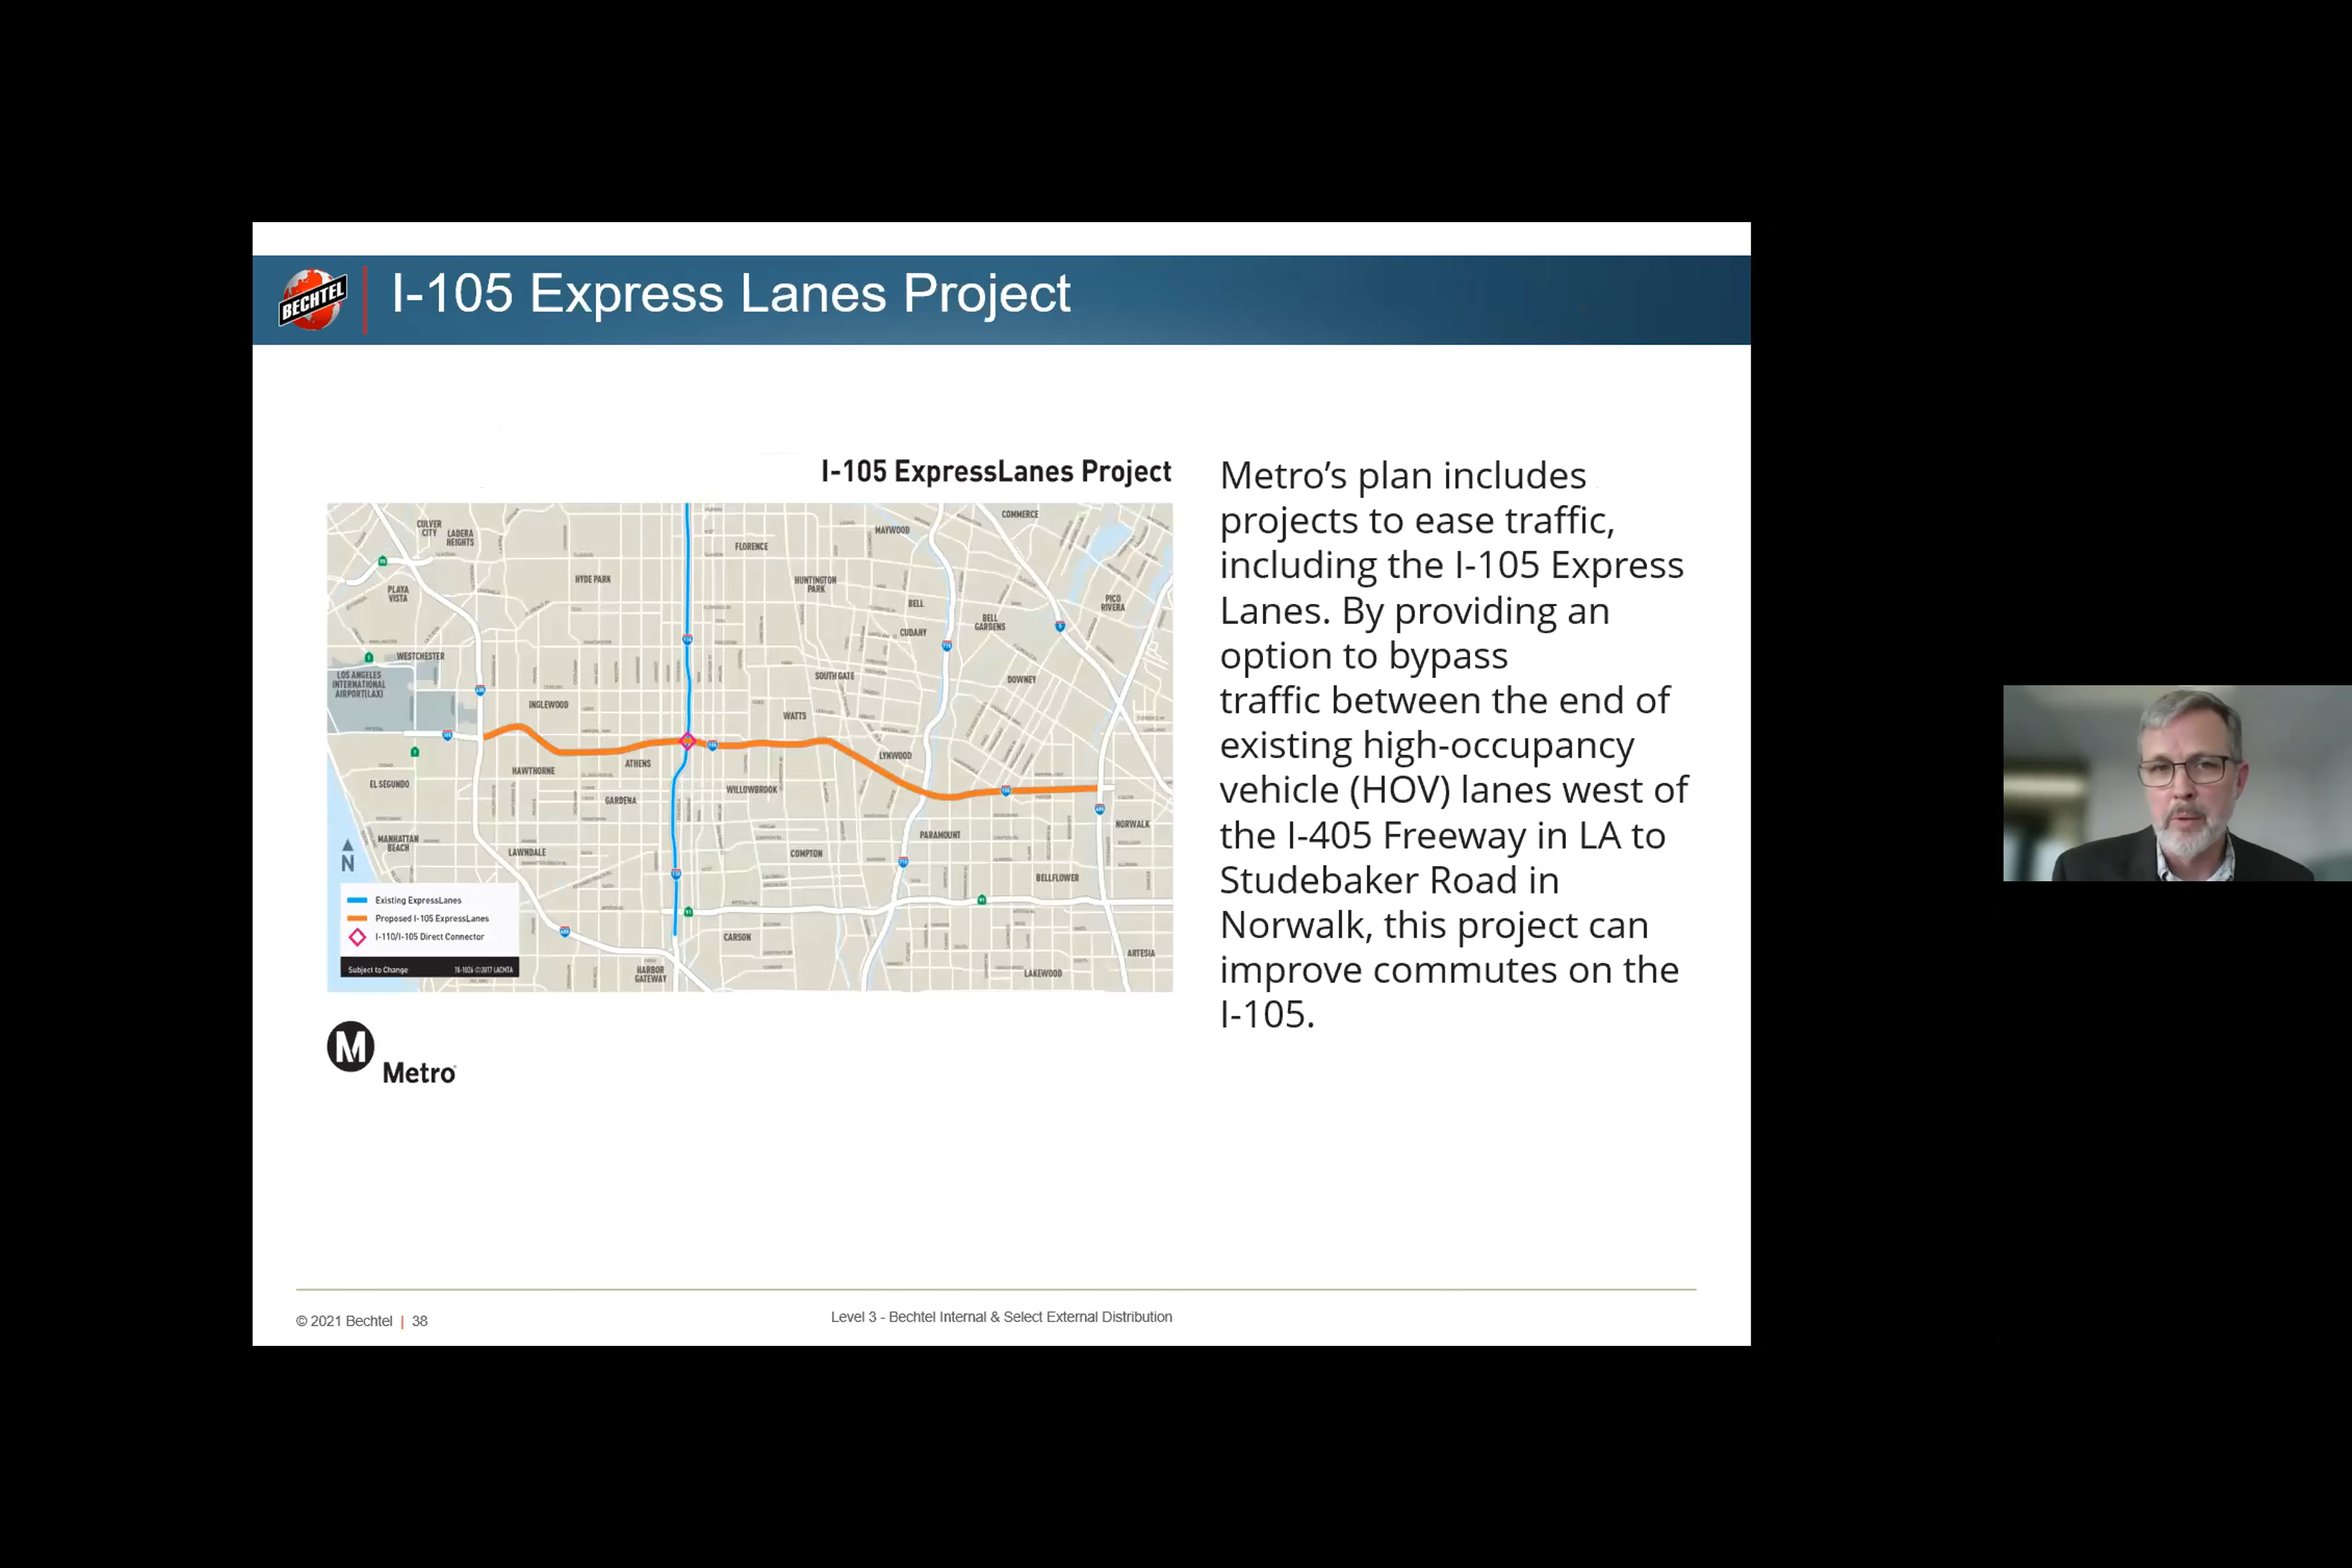 BECHTEL
I-105 Express Lanes Project
I-105 ExpressLanes Project
CULVER
CITY
LADERA
HEIGHTS
MAYWOOD
COMMERCE
FLORENCE
HYDE PARK
HUNTINGTON
PARK
PLAYA
VISTA
BELL
BELL
GARDENS
PICO
RIVERA
CUDAHY
WESTCHESTER
LOS ANGELES
INTERNATIONAL
AIRPORT(LAX)
SOUTH GATE
DOWNEY
INGLEWOOD
WATTS
LYNWOOD
HAWTHORNE
ATHENS
EL SEGUNDO
GARDENA
WILLOWBROOK
NORWALK
MANHATTAN
BEACH
PARAMOUNT
LAWNDALE
COMPTON
BELLFLOWER
N
CARSON
ARTESIA
HARBOR
GATEWAY
LAKEWOOD
Existing ExpressLanes
Proposed I-105 ExpressLanes
I-110/I-105 Direct Connector
Subject to Change 18-1026 ©2017 LACMTA
M
Metro
Metro’s plan includes
projects to ease traffic,
including the I-105 Express
Lanes. By providing an
option to bypass
traffic between the end of
existing high-occupancy
vehicle (HOV) lanes west of
the I-405 Freeway in LA to
Studebaker Road in
Norwalk, this project can
improve commutes on the
I-105.
© 2021 Bechtel | 38
Level 3 - Bechtel Internal & Select External Distribution